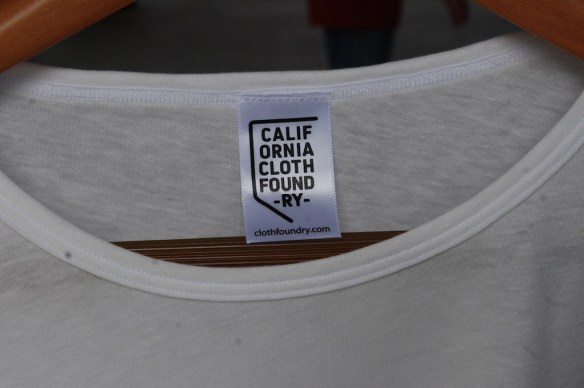 CALIF
ORNIA
CLOTH
FOUND
-RY-
clothfoundry.com